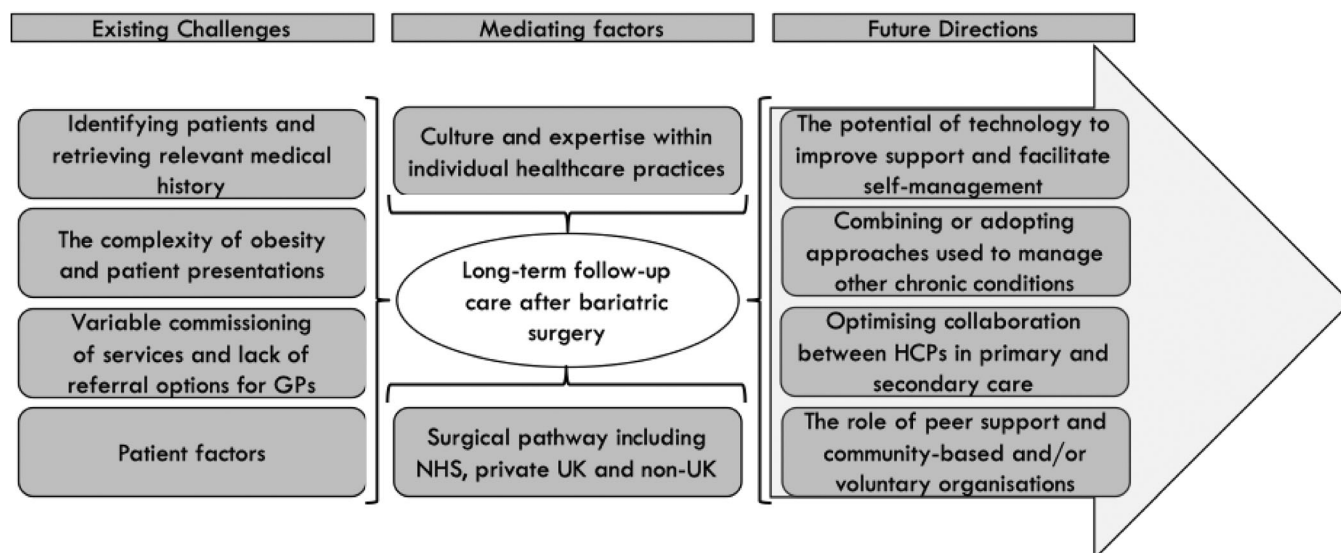 Existing Challenges
Mediating factors
Future Directions
Identifying patients and
retrieving relevant medical
history
The complexity of obesity
and patient presentations
Variable commissioning
of services and lack of
referral options for GPs
Patient factors
Culture and expertise within
individual healthcare practices
Long-term follow-up
care after bariatric
surgery
Surgical pathway including
NHS, private UK and non-UK
The potential of technology to
improve support and facilitate
self-management
Combining or adopting
approaches used to manage
other chronic conditions
Optimising collaboration
between HCPs in primary and
secondary care
The role of peer support and
community-based and/or
voluntary organisations